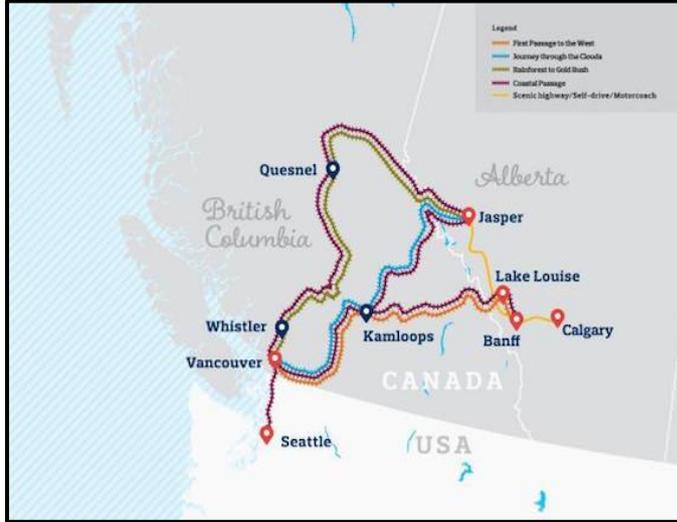 Legend
First Passage to the West
Journey through the Clouds
Rainforest to Gold Rush
Coastal Passage
Scenic highway/Self-drive/Motorcoach
Quesnel
Alberta
British
Columbia
Jasper
Lake Louise
Whistler
Kamloops
Banff
Calgary
Vancouver
CANADA
Seattle
USA